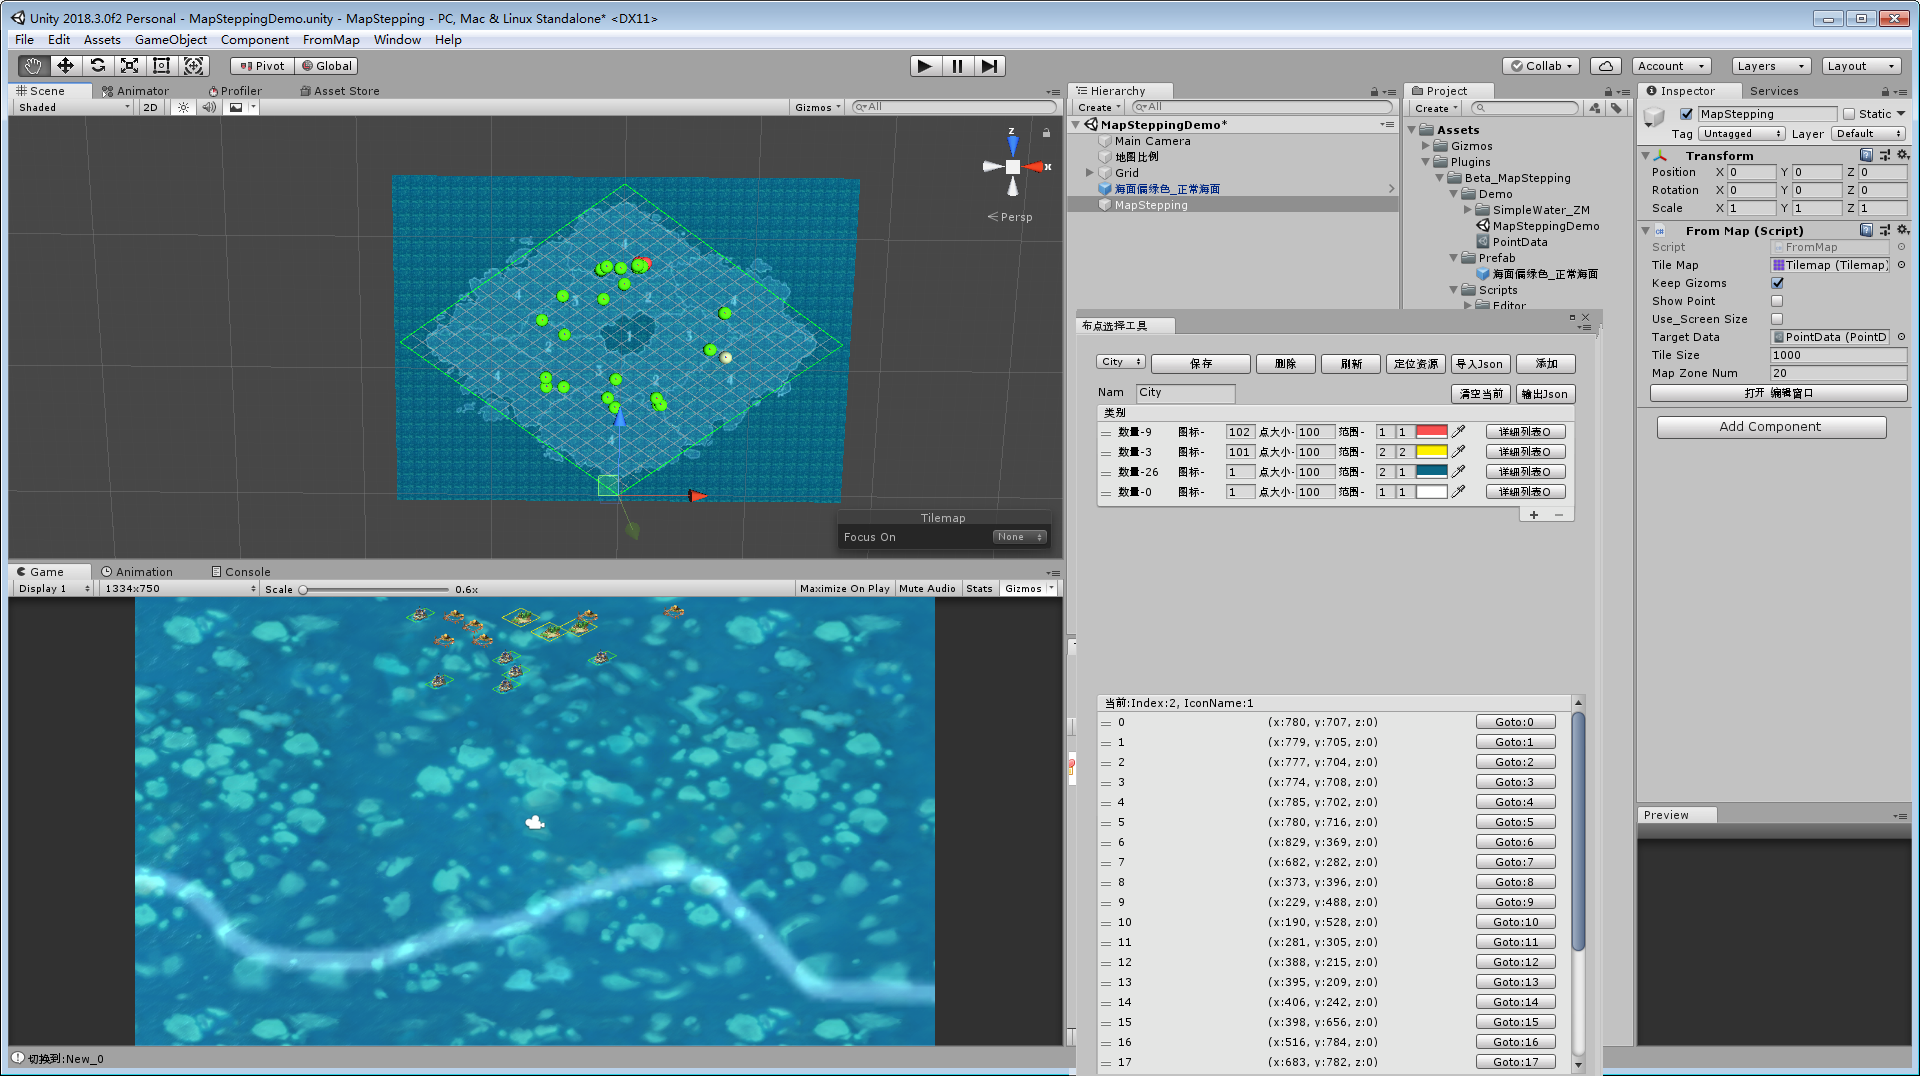 Unity 2018.3.0f2 Personal - MapSteppingDemo.unity - MapStepping - PC, Mac & Linux Standalone* <DX11>
File Edit Assets GameObject Component FromMap Window Help
Pivot Global Collab Account Layers Layout
Scene Animator Profiler Asset Store
Shaded 2D Gizmos All
z
x
Persp
Tilemap
Focus On None
Game Animation Console
Display 1 1334x750 Scale 0.6x Maximize On Play Mute Audio Stats Gizmos
切换到:New_0
Hierarchy
Create All
MapSteppingDemo*
Main Camera
地图比例
Grid
海面偏绿色_正常海面
MapStepping
Project
Create
Assets
Gizmos
Plugins
Beta_MapStepping
Demo
SimpleWater_ZM
MapSteppingDemo
PointData
Prefab
海面偏绿色_正常海面
Scripts
Editor
布点选择工具
City 保存 删除 刷新 定位资源 导入Json 添加
Nam City 清空当前 输出Json
类别
数量-9 图标- 102 点大小- 100 范围- 1 1 详细列表O
数量-3 图标- 101 点大小- 100 范围- 2 2 详细列表O
数量-26 图标- 1 点大小- 100 范围- 2 1 详细列表O
数量-0 图标- 1 点大小- 100 范围- 1 1 详细列表O
+ −
当前:Index:2, IconName:1
0 (x:780, y:707, z:0) Goto:0
1 (x:779, y:705, z:0) Goto:1
2 (x:777, y:704, z:0) Goto:2
3 (x:774, y:708, z:0) Goto:3
4 (x:785, y:702, z:0) Goto:4
5 (x:780, y:716, z:0) Goto:5
6 (x:829, y:369, z:0) Goto:6
7 (x:682, y:282, z:0) Goto:7
8 (x:373, y:396, z:0) Goto:8
9 (x:229, y:488, z:0) Goto:9
10 (x:190, y:528, z:0) Goto:10
11 (x:281, y:305, z:0) Goto:11
12 (x:388, y:215, z:0) Goto:12
13 (x:395, y:209, z:0) Goto:13
14 (x:406, y:242, z:0) Goto:14
15 (x:398, y:656, z:0) Goto:15
16 (x:516, y:784, z:0) Goto:16
17 (x:683, y:782, z:0) Goto:17
Inspector Services
MapStepping Static
Tag Untagged Layer Default
Transform
Position X 0 Y 0 Z 0
Rotation X 0 Y 0 Z 0
Scale X 1 Y 1 Z 1
From Map (Script)
Script FromMap
Tile Map Tilemap (Tilemap)
Keep Gizoms
Show Point
Use_Screen Size
Target Data PointData (PointD
Tile Size 1000
Map Zone Num 20
打开 编辑窗口
Add Component
Preview